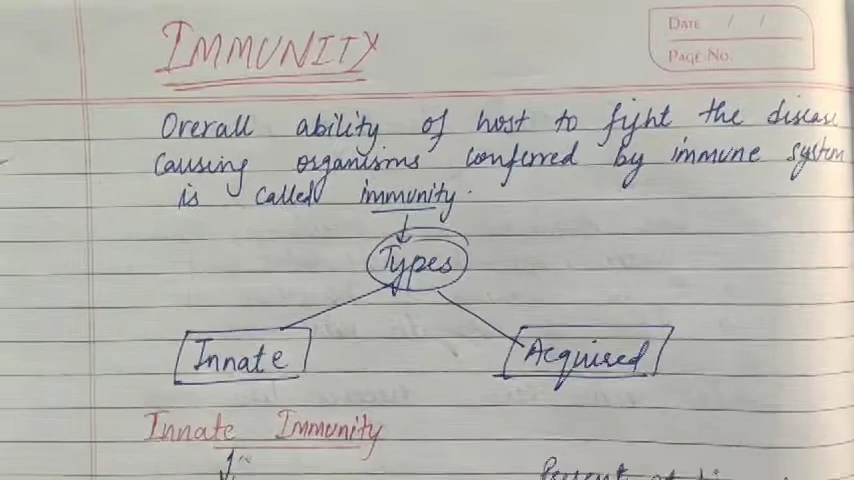 IMMUNITY
DATE / /
PAGE No.
Overall ability of host to fight the disease
causing organisms conferred by immune system
is called immunity.
Types
Innate Acquired
Innate Immunity
Present